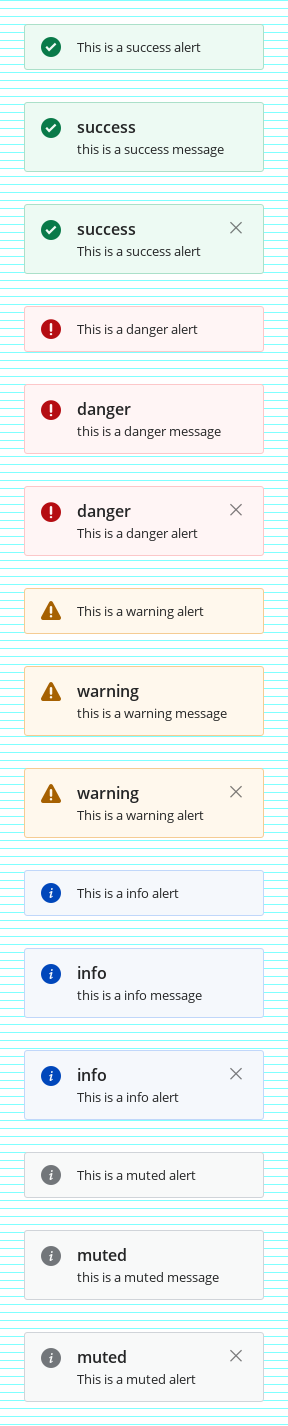 This is a success alert
success
this is a success message
success
This is a success alert
This is a danger alert
danger
this is a danger message
danger
This is a danger alert
This is a warning alert
warning
this is a warning message
warning
This is a warning alert
This is a info alert
info
this is a info message
info
This is a info alert
This is a muted alert
muted
this is a muted message
muted
This is a muted alert